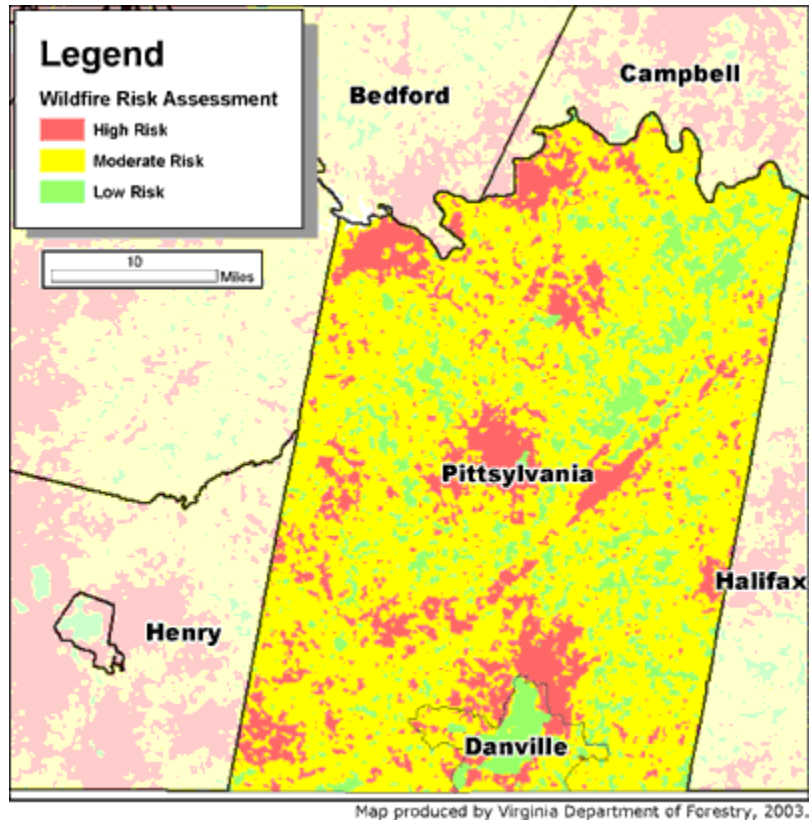 Legend
Wildfire Risk Assessment
High Risk
Moderate Risk
Low Risk
10
Miles
Bedford
Campbell
Pittsylvania
Halifax
Henry
Danville
Map produced by Virginia Department of Forestry, 2003.